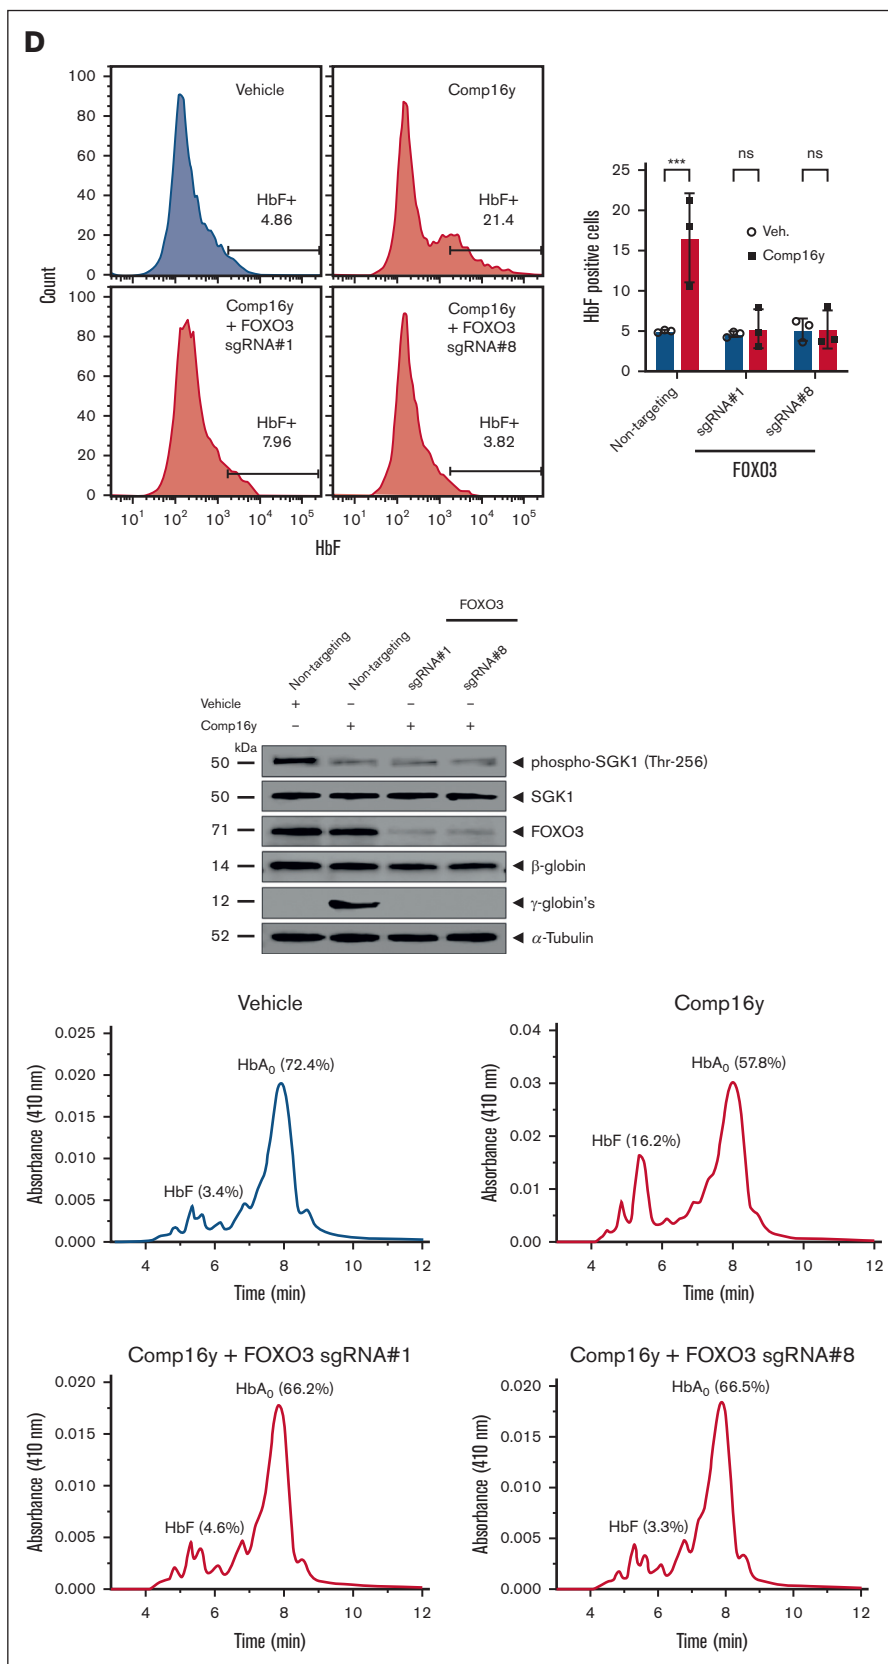 D
Vehicle
HbF+
4.86
Comp16y
HbF+
21.4
Comp16y
+ FOXO3
sgRNA#1
HbF+
7.96
Comp16y
+ FOXO3
sgRNA#8
HbF+
3.82
Count
100
80
60
40
20
0
100
80
60
40
20
0
10¹ 10² 10³ 10⁴ 10⁵
10¹ 10² 10³ 10⁴ 10⁵
HbF
HbF positive cells
25
20
15
10
5
0
*** ns ns
Veh.
Comp16y
Non-targeting
sgRNA#1
sgRNA#8
FOXO3
FOXO3
Non-targeting
Non-targeting
sgRNA#1
sgRNA#8
Vehicle + – – –
Comp16y – + + +
kDa
50 phospho-SGK1 (Thr-256)
50 SGK1
71 FOXO3
14 β-globin
12 γ-globin's
52 α-Tubulin
Vehicle
Absorbance (410 nm)
0.025
0.020
0.015
0.010
0.005
0.000
HbA₀ (72.4%)
HbF (3.4%)
4 6 8 10 12
Time (min)
Comp16y
Absorbance (410 nm)
0.04
0.03
0.02
0.01
0.00
HbA₀ (57.8%)
HbF (16.2%)
4 6 8 10 12
Time (min)
Comp16y + FOXO3 sgRNA#1
Absorbance (410 nm)
0.020
0.015
0.010
0.005
0.000
HbA₀ (66.2%)
HbF (4.6%)
4 6 8 10 12
Time (min)
Comp16y + FOXO3 sgRNA#8
Absorbance (410 nm)
0.020
0.015
0.010
0.005
0.000
HbA₀ (66.5%)
HbF (3.3%)
4 6 8 10 12
Time (min)